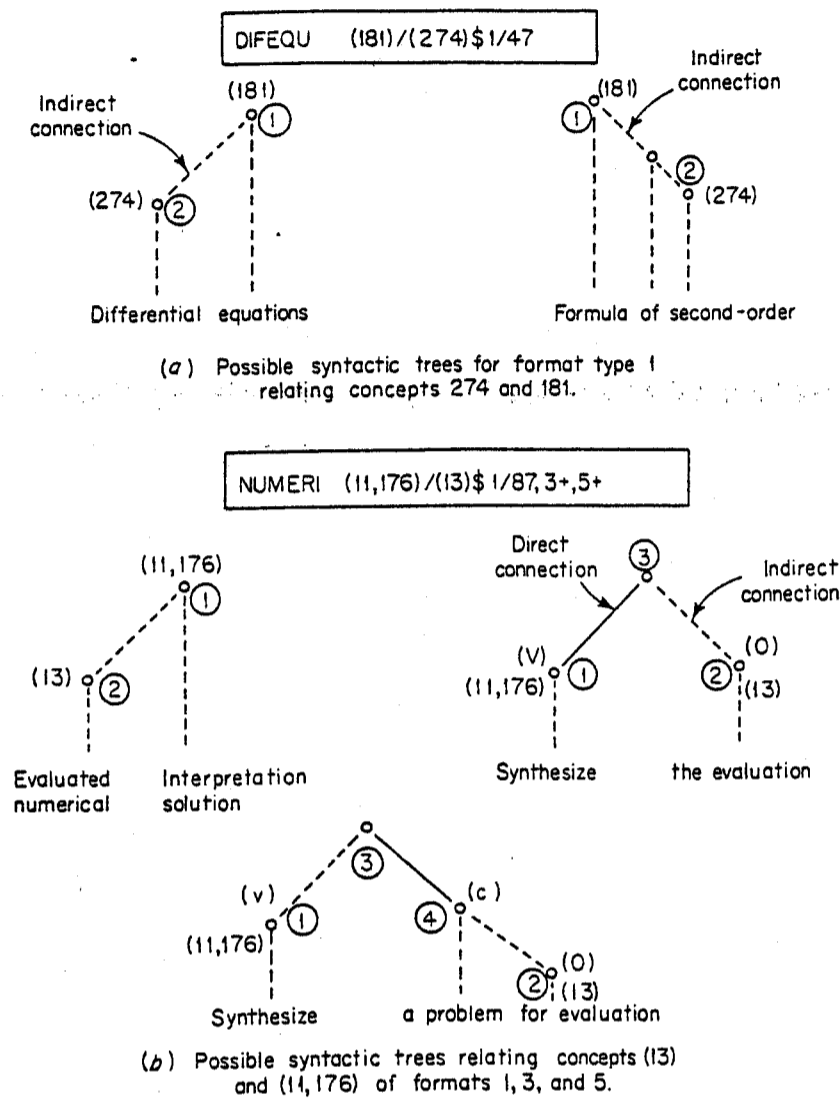 DIFEQU (181)/(274)$1/47
Indirect
connection
(181)
1
(274)
2
Differential equations
Indirect
connection
(181)
1
2
(274)
Formula of second-order
(a) Possible syntactic trees for format type 1
relating concepts 274 and 181.
NUMERI (11,176)/(13)$1/87,3+,5+
(11,176)
1
(13)
2
Evaluated
numerical
Interpretation
solution
Direct
connection
3
Indirect
connection
(V)
(11,176)
1
(O)
2
(13)
Synthesize
the evaluation
3
(v)
1
(11,176)
(c)
4
(O)
2
(13)
Synthesize
a problem for evaluation
(b) Possible syntactic trees relating concepts (13)
and (11,176) of formats 1, 3, and 5.